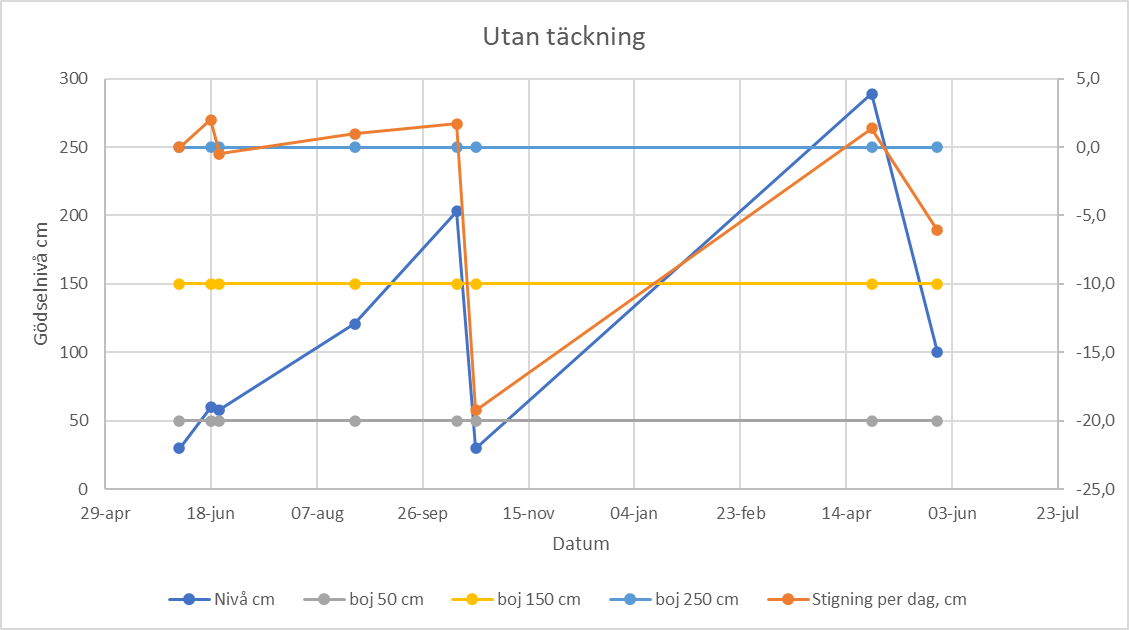 Utan täckning
300
250
200
150
100
50
0
Gödselnivå cm
5,0
0,0
-5,0
-10,0
-15,0
-20,0
-25,0
29-apr 18-jun 07-aug 26-sep 15-nov 04-jan 23-feb 14-apr 03-jun 23-jul
Datum
Nivå cm boj 50 cm boj 150 cm boj 250 cm Stigning per dag, cm